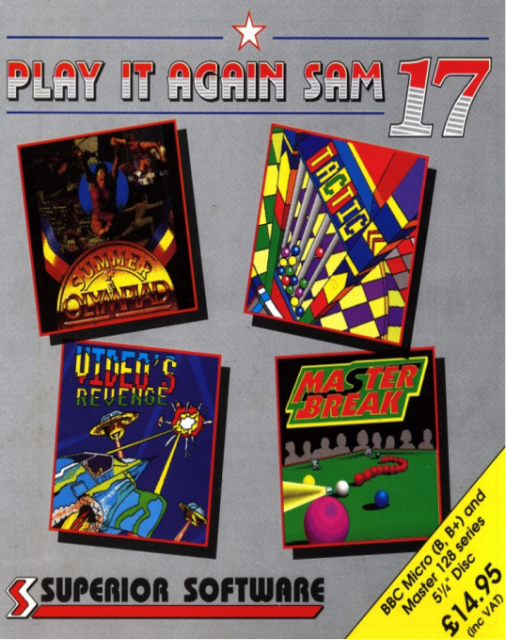 PLAY IT AGAIN SAM 17
SUMMER
OLYMPIAD
TACTIC
VIDEO'S
REVENGE
MASTER
BREAK
SUPERIOR SOFTWARE
BBC Micro (B, B+) and
Master 128 series
5¼" Disc
£14.95
(inc VAT)